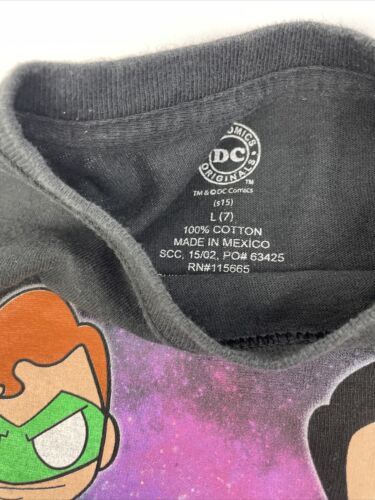 COMICS
DC
ORIGINALS
TM
TM & © DC Comics
(s15)
L (7)
100% COTTON
MADE IN MEXICO
SCC, 15/02, PO# 63425
RN#115665